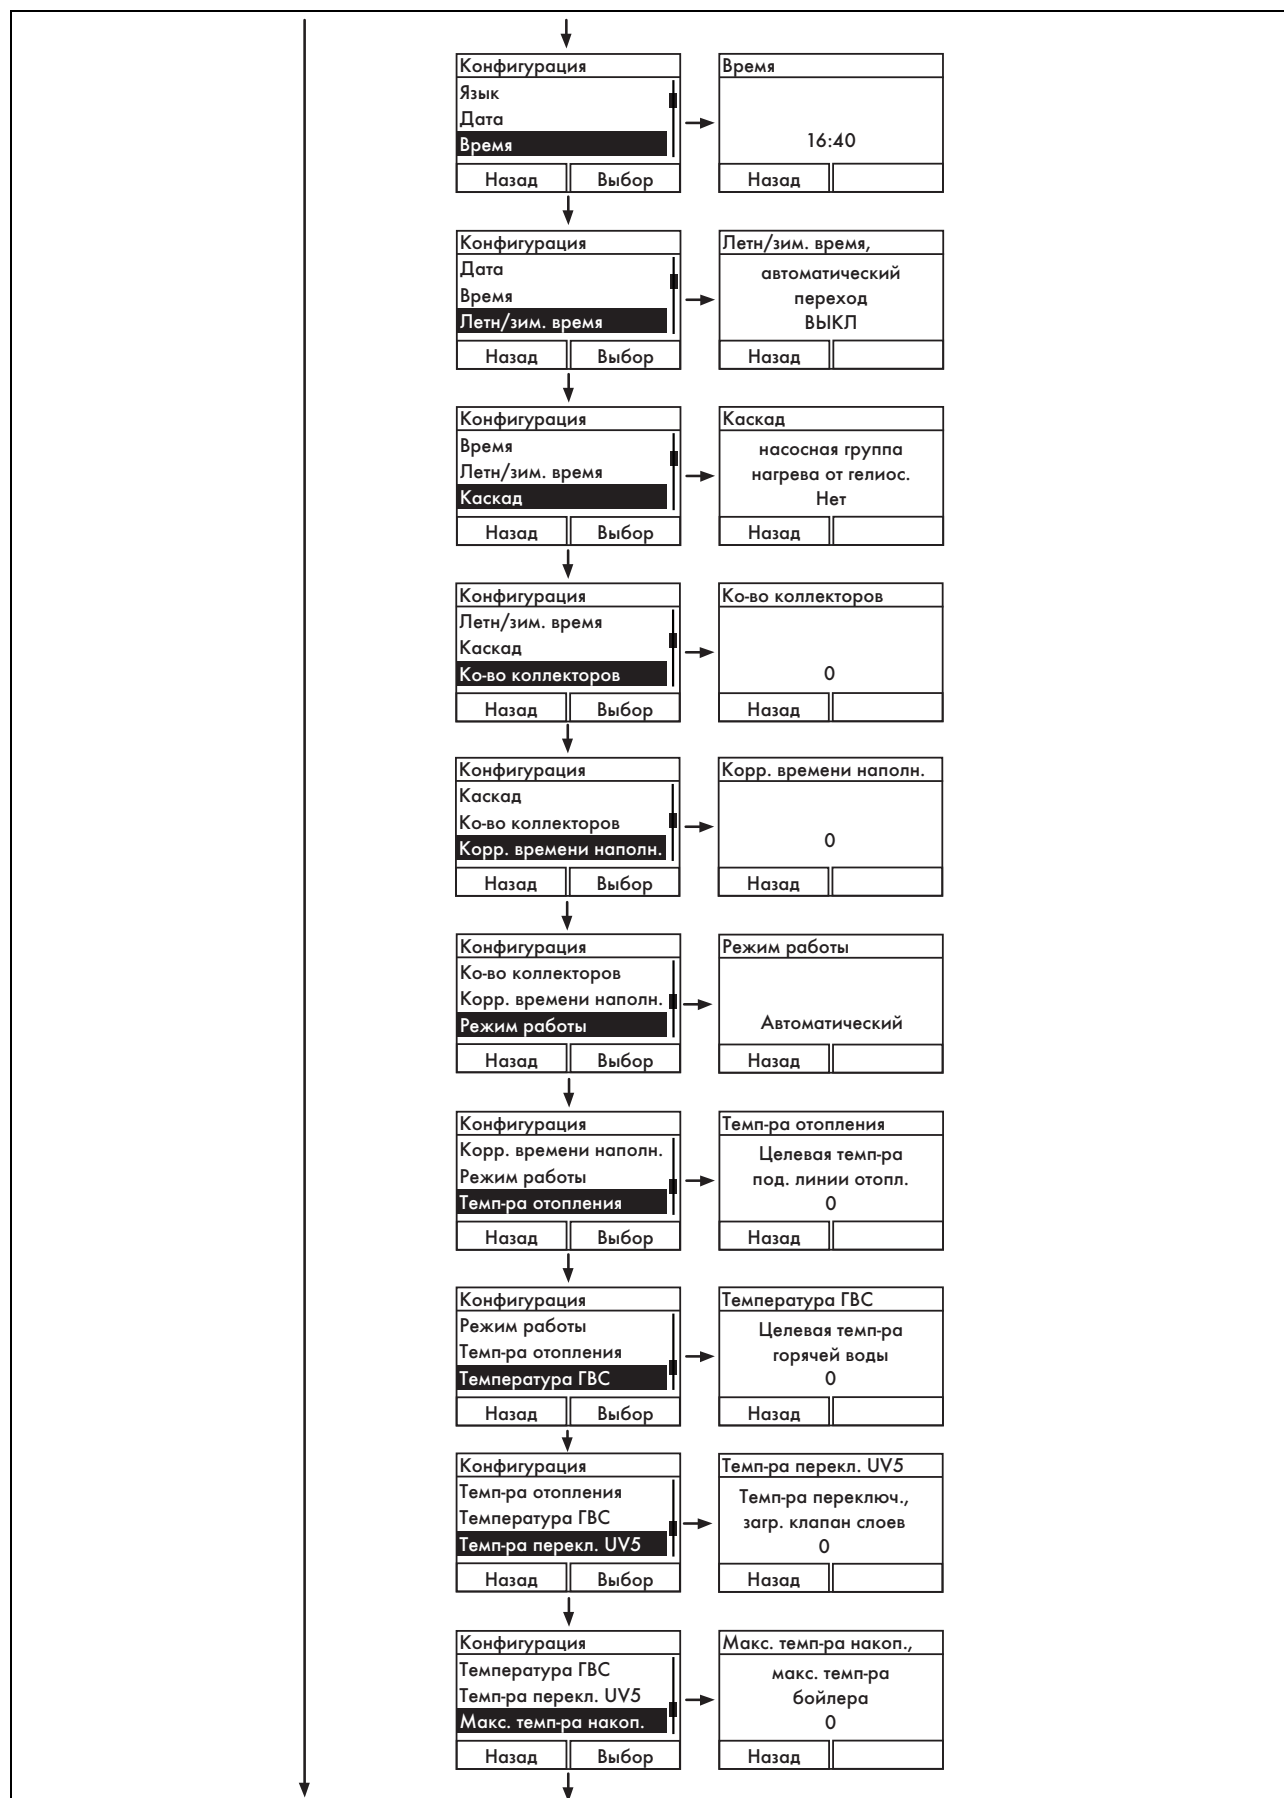 Конфигурация
Язык
Дата
Время
Назад
Выбор
Время
16:40
Назад
Конфигурация
Дата
Время
Летн/зим. время
Назад
Выбор
Летн/зим. время,
автоматический
переход
ВЫКЛ
Назад
Конфигурация
Время
Летн/зим. время
Каскад
Назад
Выбор
Каскад
насосная группа
нагрева от гелиос.
Нет
Назад
Конфигурация
Летн/зим. время
Каскад
Ко-во коллекторов
Назад
Выбор
Ко-во коллекторов
0
Назад
Конфигурация
Каскад
Ко-во коллекторов
Корр. времени наполн.
Назад
Выбор
Корр. времени наполн.
0
Назад
Конфигурация
Ко-во коллекторов
Корр. времени наполн.
Режим работы
Назад
Выбор
Режим работы
Автоматический
Назад
Конфигурация
Корр. времени наполн.
Режим работы
Темп-ра отопления
Назад
Выбор
Темп-ра отопления
Целевая темп-ра
под. линии отопл.
0
Назад
Конфигурация
Режим работы
Темп-ра отопления
Температура ГВС
Назад
Выбор
Температура ГВС
Целевая темп-ра
горячей воды
0
Назад
Конфигурация
Темп-ра отопления
Температура ГВС
Темп-ра перекл. UV5
Назад
Выбор
Темп-ра перекл. UV5
Темп-ра переключ.,
загр. клапан слоев
0
Назад
Конфигурация
Температура ГВС
Темп-ра перекл. UV5
Макс. темп-ра накоп.
Назад
Выбор
Макс. темп-ра накоп.,
макс. темп-ра
бойлера
0
Назад